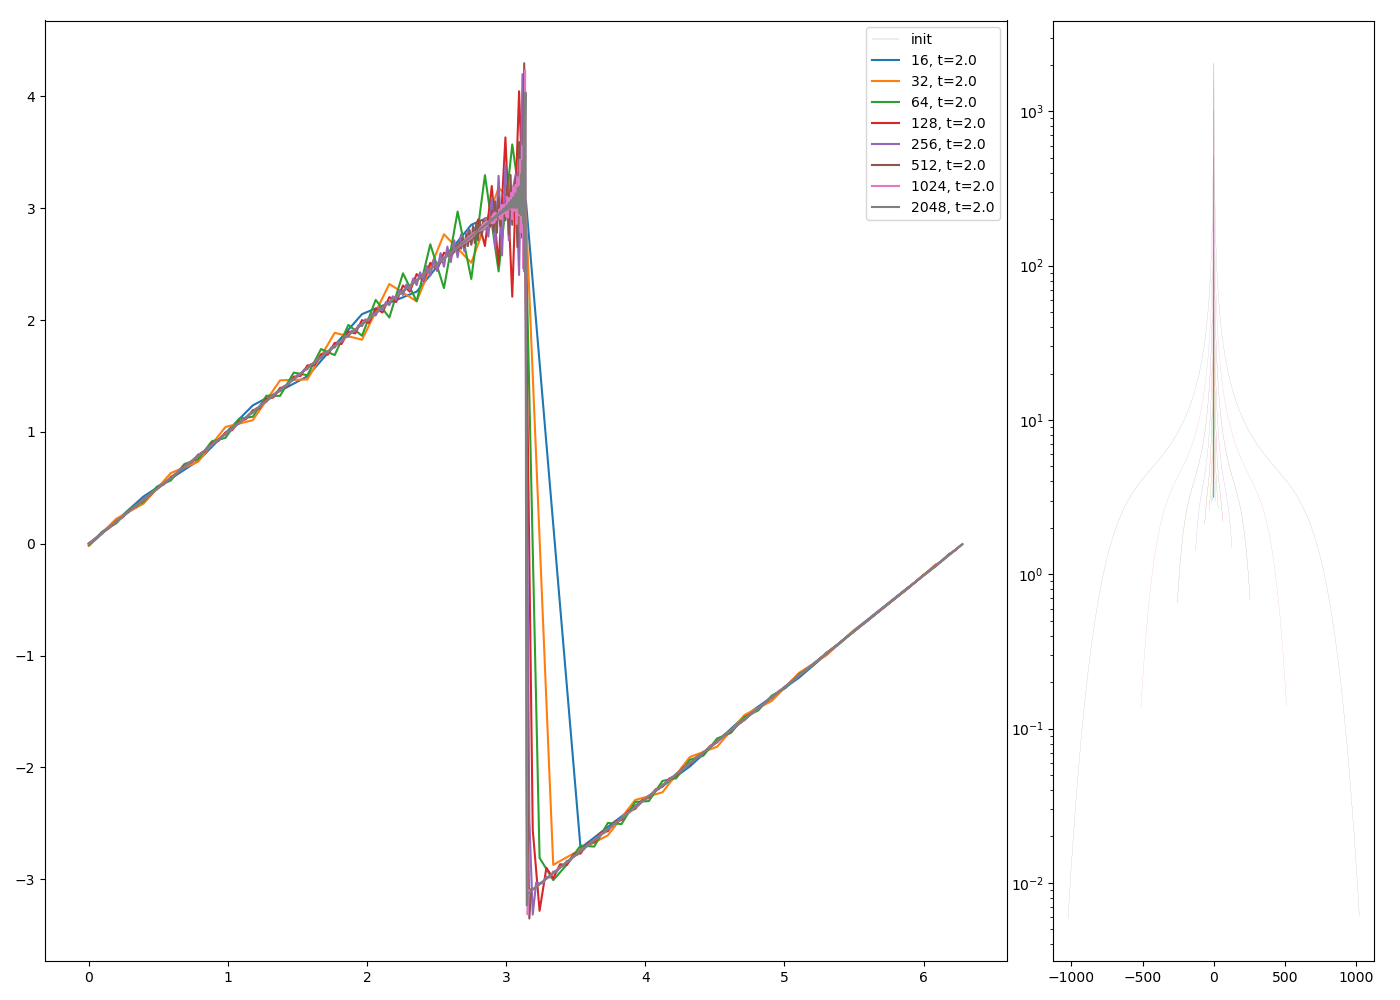 init
16, t=2.0
32, t=2.0
64, t=2.0
128, t=2.0
256, t=2.0
512, t=2.0
1024, t=2.0
2048, t=2.0
4
3
2
1
0
−1
−2
−3
0 1 2 3 4 5 6
10³
10²
10¹
10⁰
10⁻¹
10⁻²
−1000 −500 0 500 1000